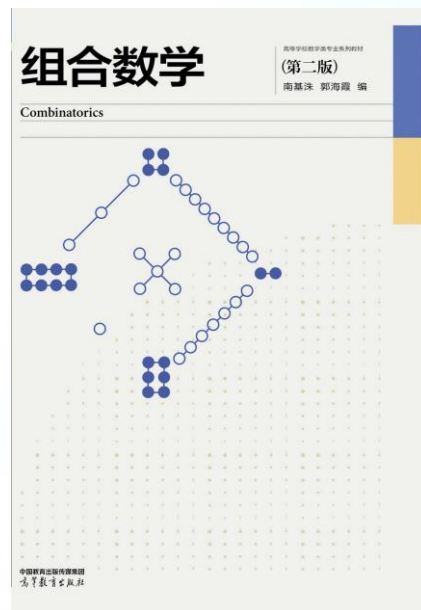 组合数学
高等学校数学类专业系列教材
(第二版)
南基洙 郭海霞 编
Combinatorics
中国教育出版传媒集团
高等教育出版社